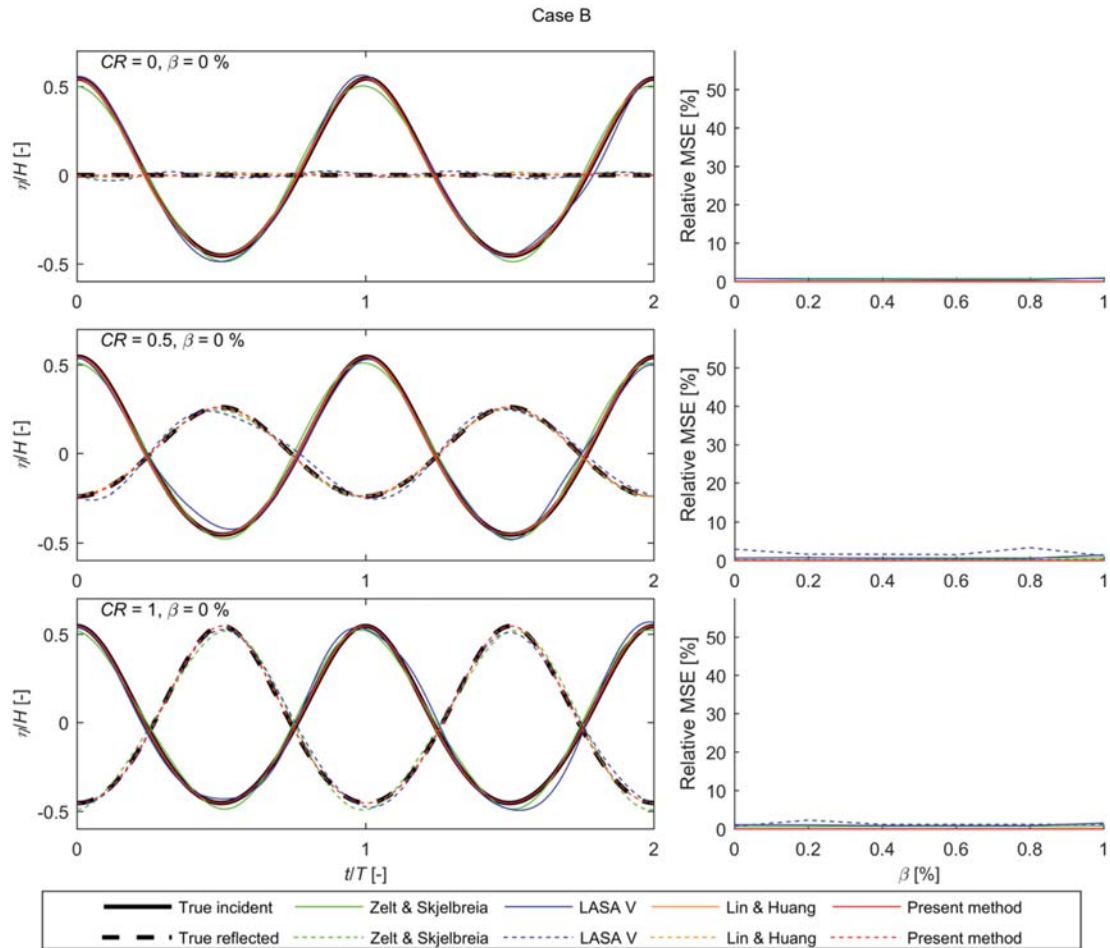 Case B
CR = 0, β = 0 %
0.5
0
-0.5
η/H [-]
0 1 2
50
40
30
20
10
0
Relative MSE [%]
0 0.2 0.4 0.6 0.8 1
CR = 0.5, β = 0 %
0.5
0
-0.5
η/H [-]
0 1 2
50
40
30
20
10
0
Relative MSE [%]
0 0.2 0.4 0.6 0.8 1
CR = 1, β = 0 %
0.5
0
-0.5
η/H [-]
0 1 2
t/T [-]
50
40
30
20
10
0
Relative MSE [%]
0 0.2 0.4 0.6 0.8 1
β [%]
True incident Zelt & Skjelbreia LASA V Lin & Huang Present method
True reflected Zelt & Skjelbreia LASA V Lin & Huang Present method